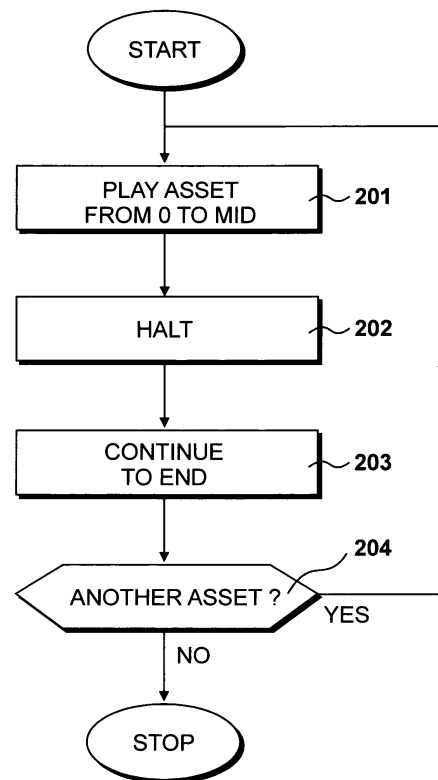 START
PLAY ASSET
FROM 0 TO MID
201
HALT
202
CONTINUE
TO END
203
204
ANOTHER ASSET ?
YES
NO
STOP